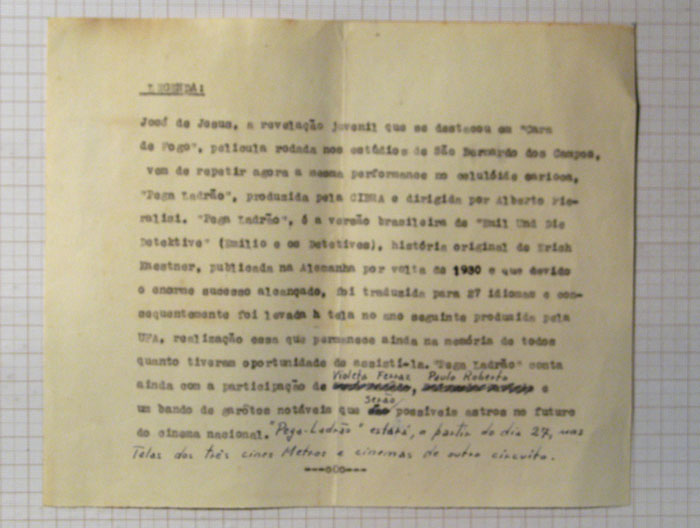 LEGENDA:
José de Jesus, a revelação juvenil que se destacou em "Cara
de Fogo", película rodada nos estúdios de São Bernardo dos Campos,
vem de repetir agora a mesma performance no celulóide carioca,
"Pega Ladrão", produzida pela CIBRA e dirigida por Alberto Pie-
ralisi. "Pega Ladrão", é a versão brasileira de "Emil Und Die
Detektive" (Emilio e os Detetives), história original de Erich
Kaestner, publicada na Alemanha por volta de 1930 e que devido
o enorme sucesso alcançado, foi traduzida para 27 idiomas e con-
sequentemente foi levada à tela no ano seguinte produzida pela
UFA, realização essa que permanece ainda na memória de todos
quanto tiveram oportunidade de assistí-la. "Pega Ladrão" conta
ainda com a participação de Violeta Ferraz, Paulo Roberto e
um bando de garôtos notáveis que serão possíveis astros no futuro
do cinema nacional. "Pega-Ladrão" estará, a partir do dia 27, nas
Telas dos três cines Metros e cinemas de outro circuito.
---oOo---